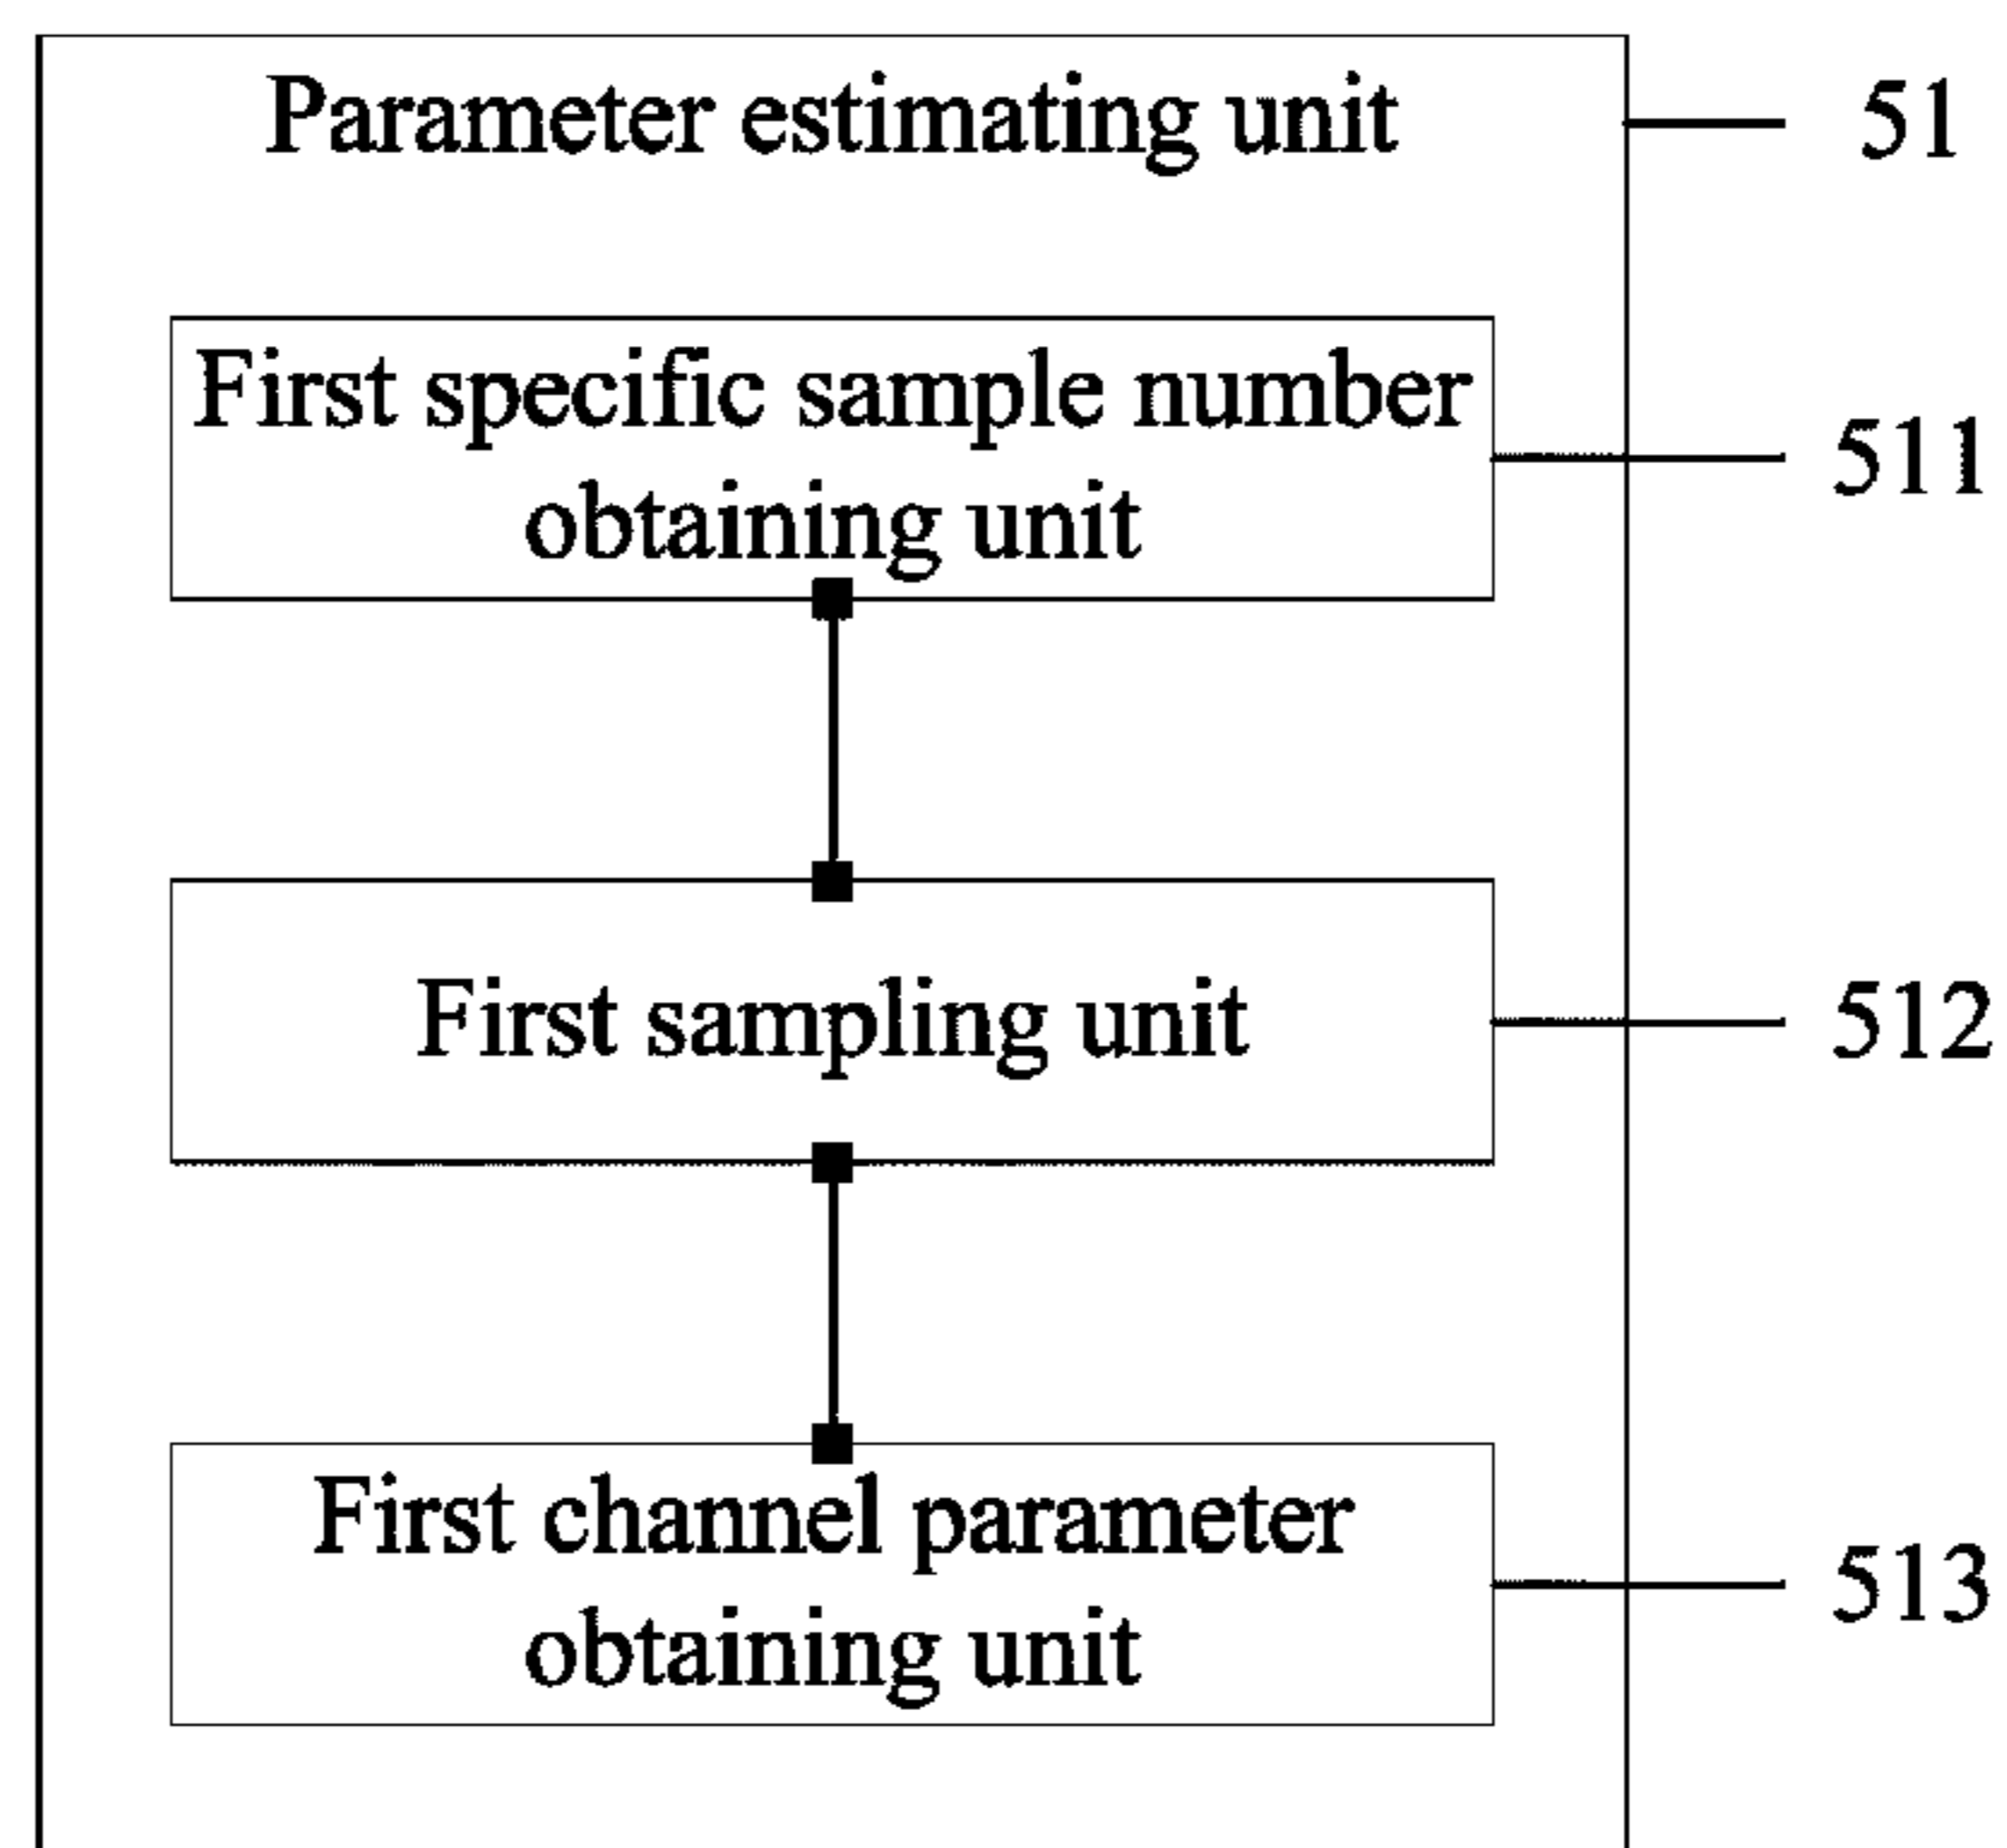 Parameter estimating unit 51
First specific sample number
obtaining unit
511
First sampling unit 512
First channel parameter
obtaining unit
513